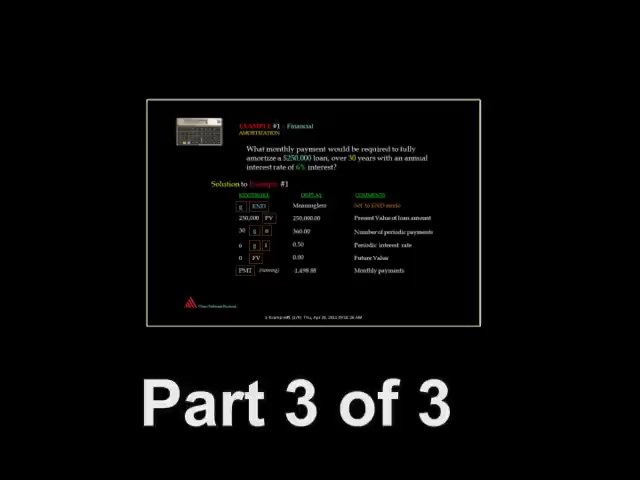 EXAMPLE #1 - Financial
AMORTIZATION
What monthly payment would be required to fully
amortize a $250,000 loan, over 30 years with an annual
interest rate of 6% interest?
Solution to Example #1
KEYSTROKE DISPLAY COMMENTS
g END Meaningless Set to END mode
250,000 PV 250,000.00 Present Value of loan amount
30 g n 360.00 Number of periodic payments
6 g i 0.50 Periodic interest rate
0 FV 0.00 Future Value
PMT -1,498.88 Monthly payments
Part 3 of 3